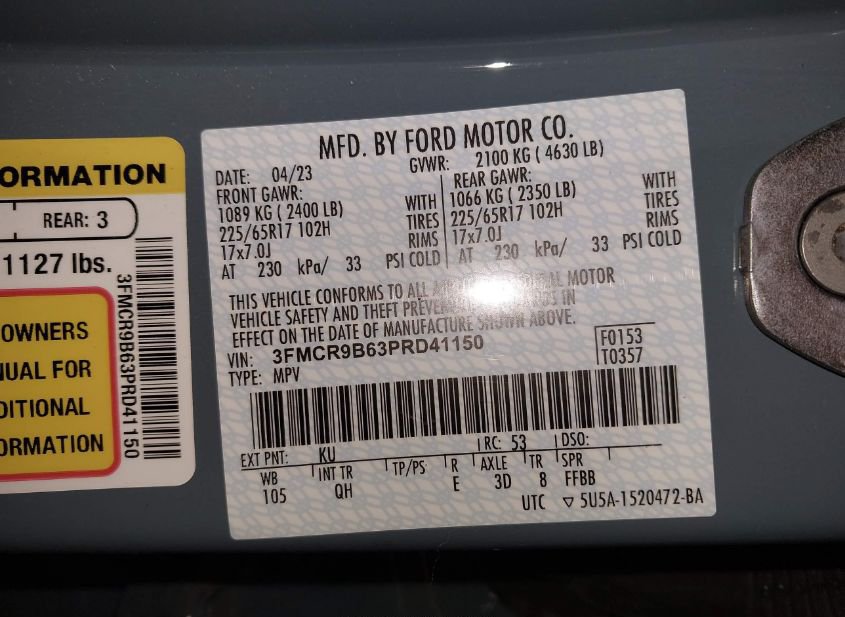 ORMATION
REAR: 3
1127 lbs.
OWNERS
NUAL FOR
DITIONAL
ORMATION
3FMCR9B63PRD41150
MFD. BY FORD MOTOR CO.
DATE: 04/23 GVWR: 2100 KG ( 4630 LB)
FRONT GAWR: REAR GAWR:
1089 KG ( 2400 LB) WITH 1066 KG ( 2350 LB) WITH
225/65R17 102H TIRES 225/65R17 102H TIRES
17x7.0J RIMS 17x7.0J RIMS
AT 230 kPa/ 33 PSI COLD AT 230 kPa/ 33 PSI COLD
THIS VEHICLE CONFORMS TO ALL MOTOR
VEHICLE SAFETY AND THEFT IN
EFFECT ON THE DATE OF MANUFACTURE SHOWN ABOVE.
VIN: 3FMCR9B63PRD41150 F0153
TYPE: MPV T0357
EXT PNT: KU RC: 53 DSO:
WB INT TR TP/PS R AXLE TR SPR
105 QH E 3D 8 FFBB
UTC ▽ 5U5A-1520472-BA